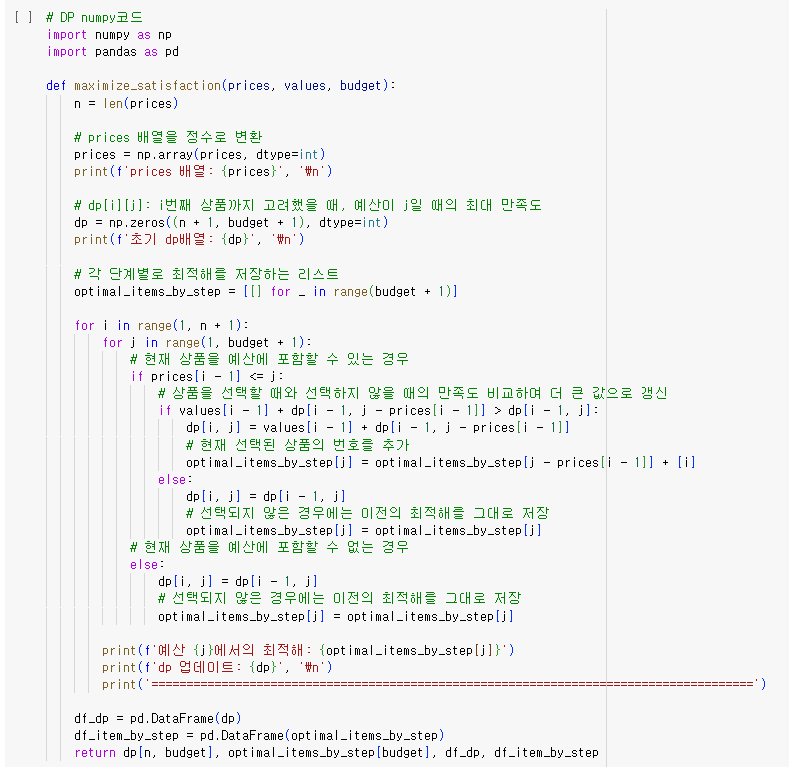 [ ] # DP numpy코드
import numpy as np
import pandas as pd

def maximize_satisfaction(prices, values, budget):
    n = len(prices)

    # prices 배열을 정수로 변환
    prices = np.array(prices, dtype=int)
    print(f'prices 배열: {prices}', '₩n')

    # dp[i][j]: i번째 상품까지 고려했을 때, 예산이 j일 때의 최대 만족도
    dp = np.zeros((n + 1, budget + 1), dtype=int)
    print(f'초기 dp배열: {dp}', '₩n')

    # 각 단계별로 최적해를 저장하는 리스트
    optimal_items_by_step = [[] for _ in range(budget + 1)]

    for i in range(1, n + 1):
        for j in range(1, budget + 1):
            # 현재 상품을 예산에 포함할 수 있는 경우
            if prices[i - 1] <= j:
                # 상품을 선택할 때와 선택하지 않을 때의 만족도 비교하며 더 큰 값으로 갱신
                if values[i - 1] + dp[i - 1, j - prices[i - 1]] > dp[i - 1, j]:
                    dp[i, j] = values[i - 1] + dp[i - 1, j - prices[i - 1]]
                    # 현재 선택된 상품의 번호를 추가
                    optimal_items_by_step[j] = optimal_items_by_step[j - prices[i - 1]] + [i]
                else:
                    dp[i, j] = dp[i - 1, j]
                    # 선택되지 않은 경우에는 이전의 최적해를 그대로 저장
                    optimal_items_by_step[j] = optimal_items_by_step[j]
            # 현재 상품을 예산에 포함할 수 없는 경우
            else:
                dp[i, j] = dp[i - 1, j]
                # 선택되지 않은 경우에는 이전의 최적해를 그대로 저장
                optimal_items_by_step[j] = optimal_items_by_step[j]

        print(f'예산 {j}에서의 최적해: {optimal_items_by_step[j]}')
        print(f'dp 업데이트: {dp}', '₩n')
        print('======================================================================================')

    df_dp = pd.DataFrame(dp)
    df_item_by_step = pd.DataFrame(optimal_items_by_step)
    return dp[n, budget], optimal_items_by_step[budget], df_dp, df_item_by_step